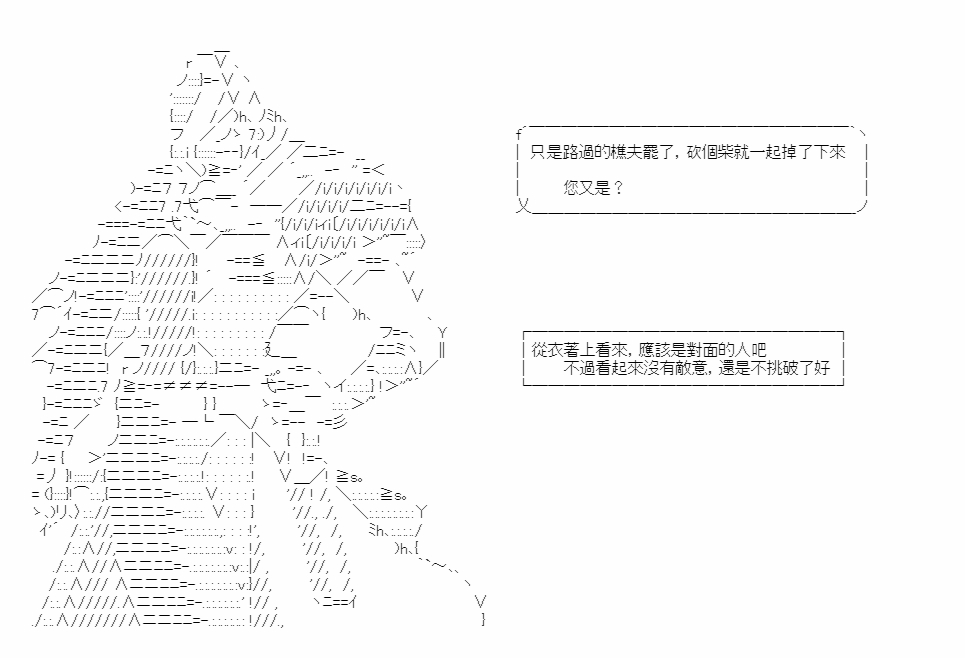 只是路過的樵夫罷了, 砍個柴就一起掉了下來
您又是？
從衣著上看來, 應該是對面的人吧
不過看起來沒有敵意, 還是不挑破了好